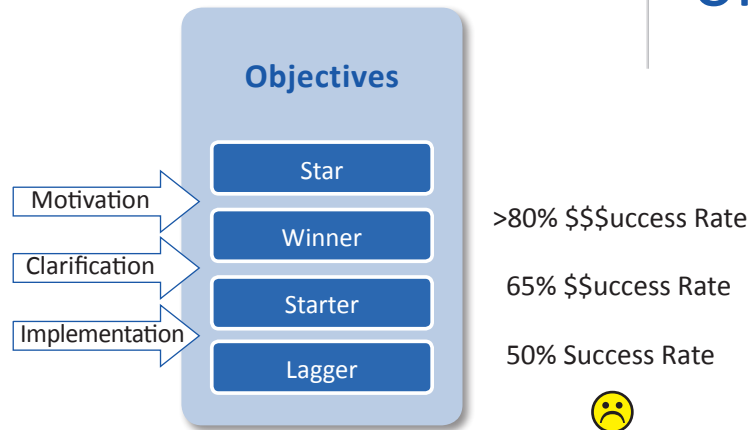 Objectives
Star
Motivation
Winner
>80% $$$uccess Rate
Clarification
Starter
65% $$uccess Rate
Implementation
Lagger
50% Success Rate